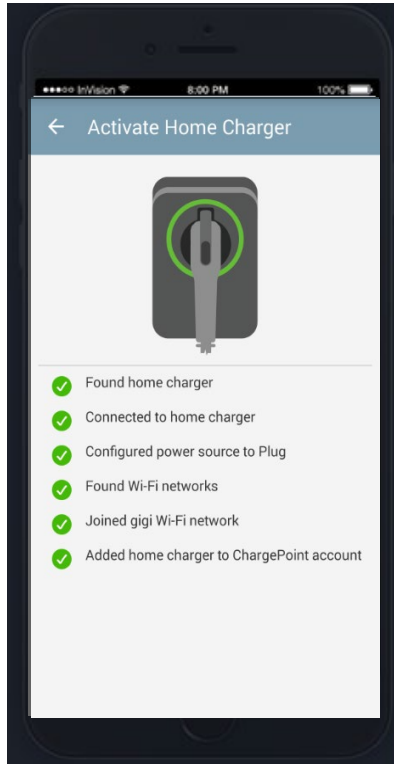 InVision 8:00 PM 100%
Activate Home Charger
Found home charger
Connected to home charger
Configured power source to Plug
Found Wi-Fi networks
Joined gigi Wi-Fi network
Added home charger to ChargePoint account